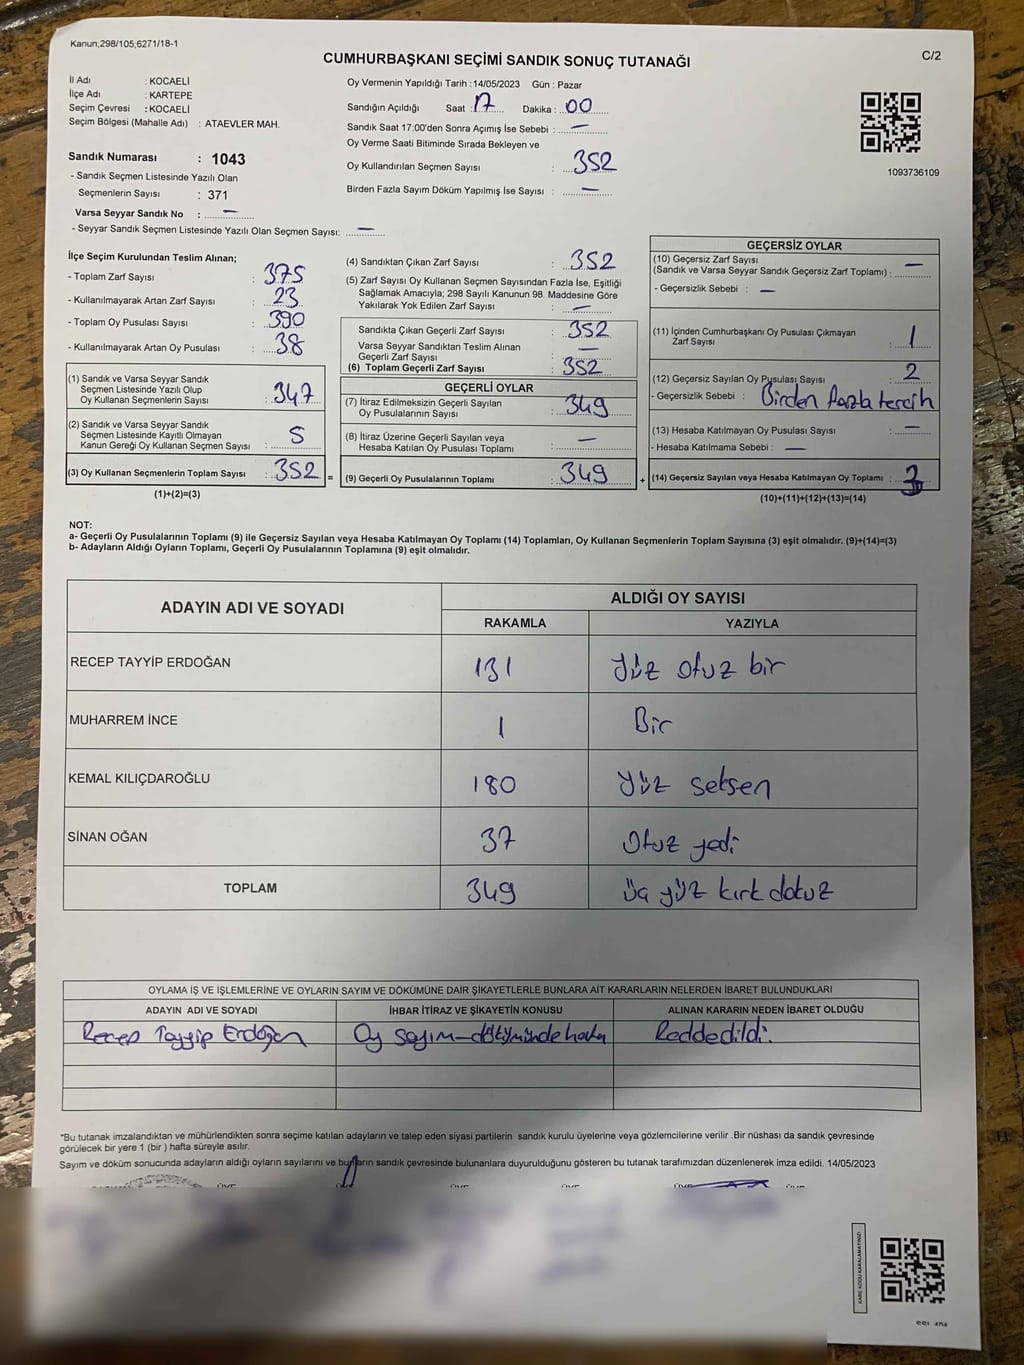 Kanun;298/105;6271/18-1
CUMHURBAŞKANI SEÇİMİ SANDIK SONUÇ TUTANAĞI
C/2
İl Adı : KOCAELİ
İlçe Adı : KARTEPE
Seçim Çevresi : KOCAELİ
Seçim Bölgesi (Mahalle Adı) : ATAEVLER MAH.
Sandık Numarası : 1043
- Sandık Seçmen Listesinde Yazılı Olan
Seçmenlerin Sayısı : 371
Varsa Seyyar Sandık No : —
- Seyyar Sandık Seçmen Listesinde Yazılı Olan Seçmen Sayısı: —
Oy Vermenin Yapıldığı Tarih : 14/05/2023 Gün : Pazar
Sandığın Açıldığı Saat : 17 Dakika : 00
Sandık Saat 17:00'den Sonra Açımış İse Sebebi : —
Oy Verme Saati Bitiminde Sırada Bekleyen ve
Oy Kullandırılan Seçmen Sayısı : 352
Birden Fazla Sayım Döküm Yapılmış İse Sayısı : —
1093736109
İlçe Seçim Kurulundan Teslim Alınan;
- Toplam Zarf Sayısı : 375
- Kullanılmayarak Artan Zarf Sayısı : 23
- Toplam Oy Pusulası Sayısı : 390
- Kullanılmayarak Artan Oy Pusulası : 38
(1) Sandık ve Varsa Seyyar Sandık
Seçmen Listesinde Yazılı Olup
Oy Kullanan Seçmenlerin Sayısı : 347
(2) Sandık ve Varsa Seyyar Sandık
Seçmen Listesinde Kayıtlı Olmayan
Kanun Gereği Oy Kullanan Seçmen Sayısı : 5
(3) Oy Kullanan Seçmenlerin Toplam Sayısı : 352 =
(1)+(2)=(3)
(4) Sandıktan Çıkan Zarf Sayısı : 352
(5) Zarf Sayısı Oy Kullanan Seçmen Sayısından Fazla İse, Eşitliği
Sağlamak Amacıyla; 298 Sayılı Kanunun 98. Maddesine Göre
Yakılarak Yok Edilen Zarf Sayısı : —
Sandıkta Çıkan Geçerli Zarf Sayısı : 352
Varsa Seyyar Sandıktan Teslim Alınan
Geçerli Zarf Sayısı : —
(6) Toplam Geçerli Zarf Sayısı : 352
GEÇERLİ OYLAR
(7) İtiraz Edilmeksizin Geçerli Sayılan
Oy Pusulalarının Sayısı : 349
(8) İtiraz Üzerine Geçerli Sayılan veya
Hesaba Katılan Oy Pusulası Toplamı : —
(9) Geçerli Oy Pusulalarının Toplamı : 349 +
GEÇERSİZ OYLAR
(10) Geçersiz Zarf Sayısı
(Sandık ve Varsa Seyyar Sandık Geçersiz Zarf Toplamı) : —
- Geçersizlik Sebebi : —
(11) İçinden Cumhurbaşkanı Oy Pusulası Çıkmayan
Zarf Sayısı : 1
(12) Geçersiz Sayılan Oy Pusulası Sayısı : 2
- Geçersizlik Sebebi : Birden fazla tercih
(13) Hesaba Katılmayan Oy Pusulası Sayısı : —
- Hesaba Katılmama Sebebi : —
(14) Geçersiz Sayılan veya Hesaba Katılmayan Oy Toplamı : 3
(10)+(11)+(12)+(13)=(14)
NOT:
a- Geçerli Oy Pusulalarının Toplamı (9) ile Geçersiz Sayılan veya Hesaba Katılmayan Oy Toplamı (14) Toplamları, Oy Kullanan Seçmenlerin Toplam Sayısına (3) eşit olmalıdır. (9)+(14)=(3)
b- Adayların Aldığı Oyların Toplamı, Geçerli Oy Pusulalarının Toplamına (9) eşit olmalıdır.
ADAYIN ADI VE SOYADI
ALDIĞI OY SAYISI
RAKAMLA YAZIYLA
RECEP TAYYİP ERDOĞAN 131 Yüz otuz bir
MUHARREM İNCE 1 Bir
KEMAL KILIÇDAROĞLU 180 Yüz seksen
SİNAN OĞAN 37 Otuz yedi
TOPLAM 349 üç yüz kırk dokuz
OYLAMA İŞ VE İŞLEMLERİNE VE OYLARIN SAYIM VE DÖKÜMÜNE DAİR ŞİKAYETLERLE BUNLARA AİT KARARLARIN NELERDEN İBARET BULUNDUKLARI
ADAYIN ADI VE SOYADI İHBAR İTİRAZ VE ŞİKAYETİN KONUSU ALINAN KARARIN NEDEN İBARET OLDUĞU
Recep Tayyip Erdoğan Oy sayım-dökümünde hata Reddedildi.
*Bu tutanak imzalandıktan ve mühürlendikten sonra seçime katılan adayların ve talep eden siyasi partilerin sandık kurulu üyelerine veya gözlemcilerine verilir .Bir nüshası da sandık çevresinde
görülecek bir yere 1 (bir ) hafta süreyle asılır.
Sayım ve döküm sonucunda adayların aldığı oyların sayılarını ve bunların sandık çevresinde bulunanlara duyurulduğunu gösteren bu tutanak tarafımızdan düzenlenerek imza edildi. 14/05/2023
KARE KODU KARALAMAYINIZ!